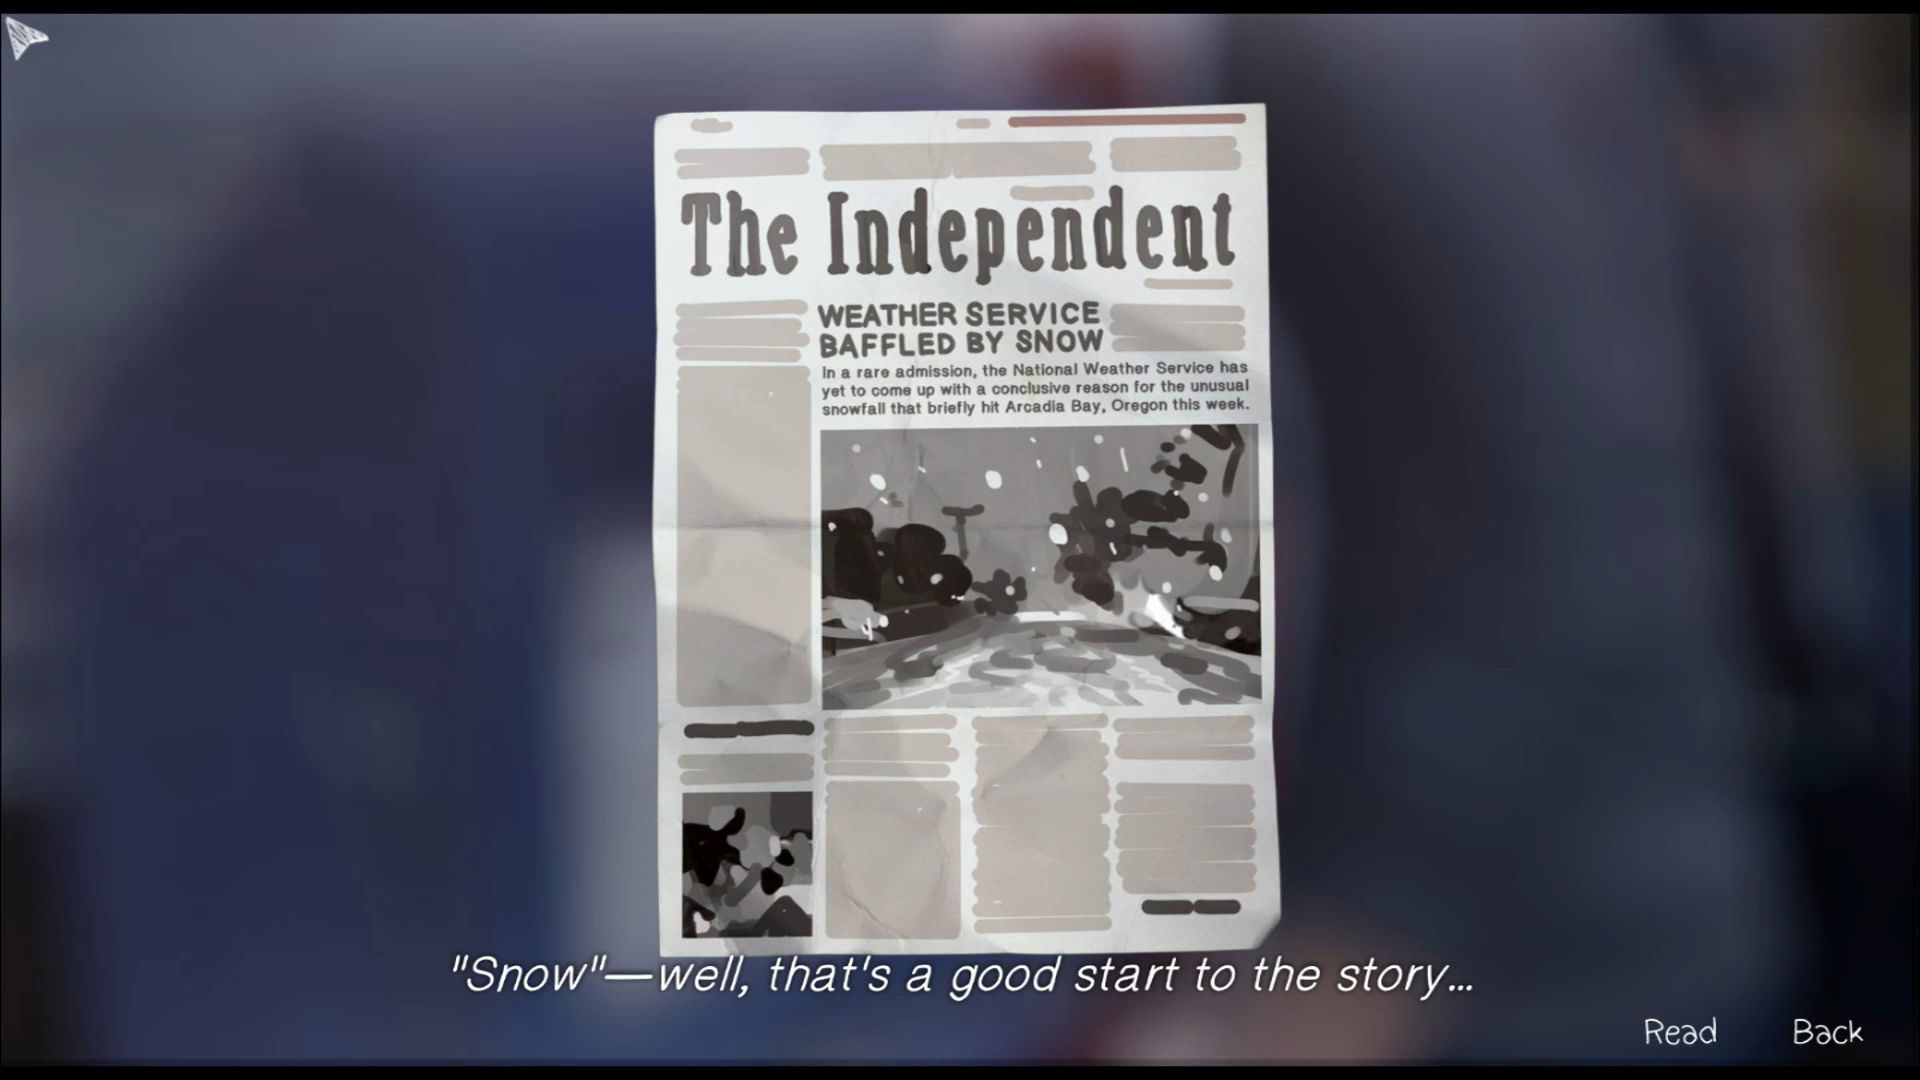 The Independent
WEATHER SERVICE
BAFFLED BY SNOW
In a rare admission, the National Weather Service has
yet to come up with a conclusive reason for the unusual
snowfall that briefly hit Arcadia Bay, Oregon this week.
"Snow"—well, that's a good start to the story...
Read Back